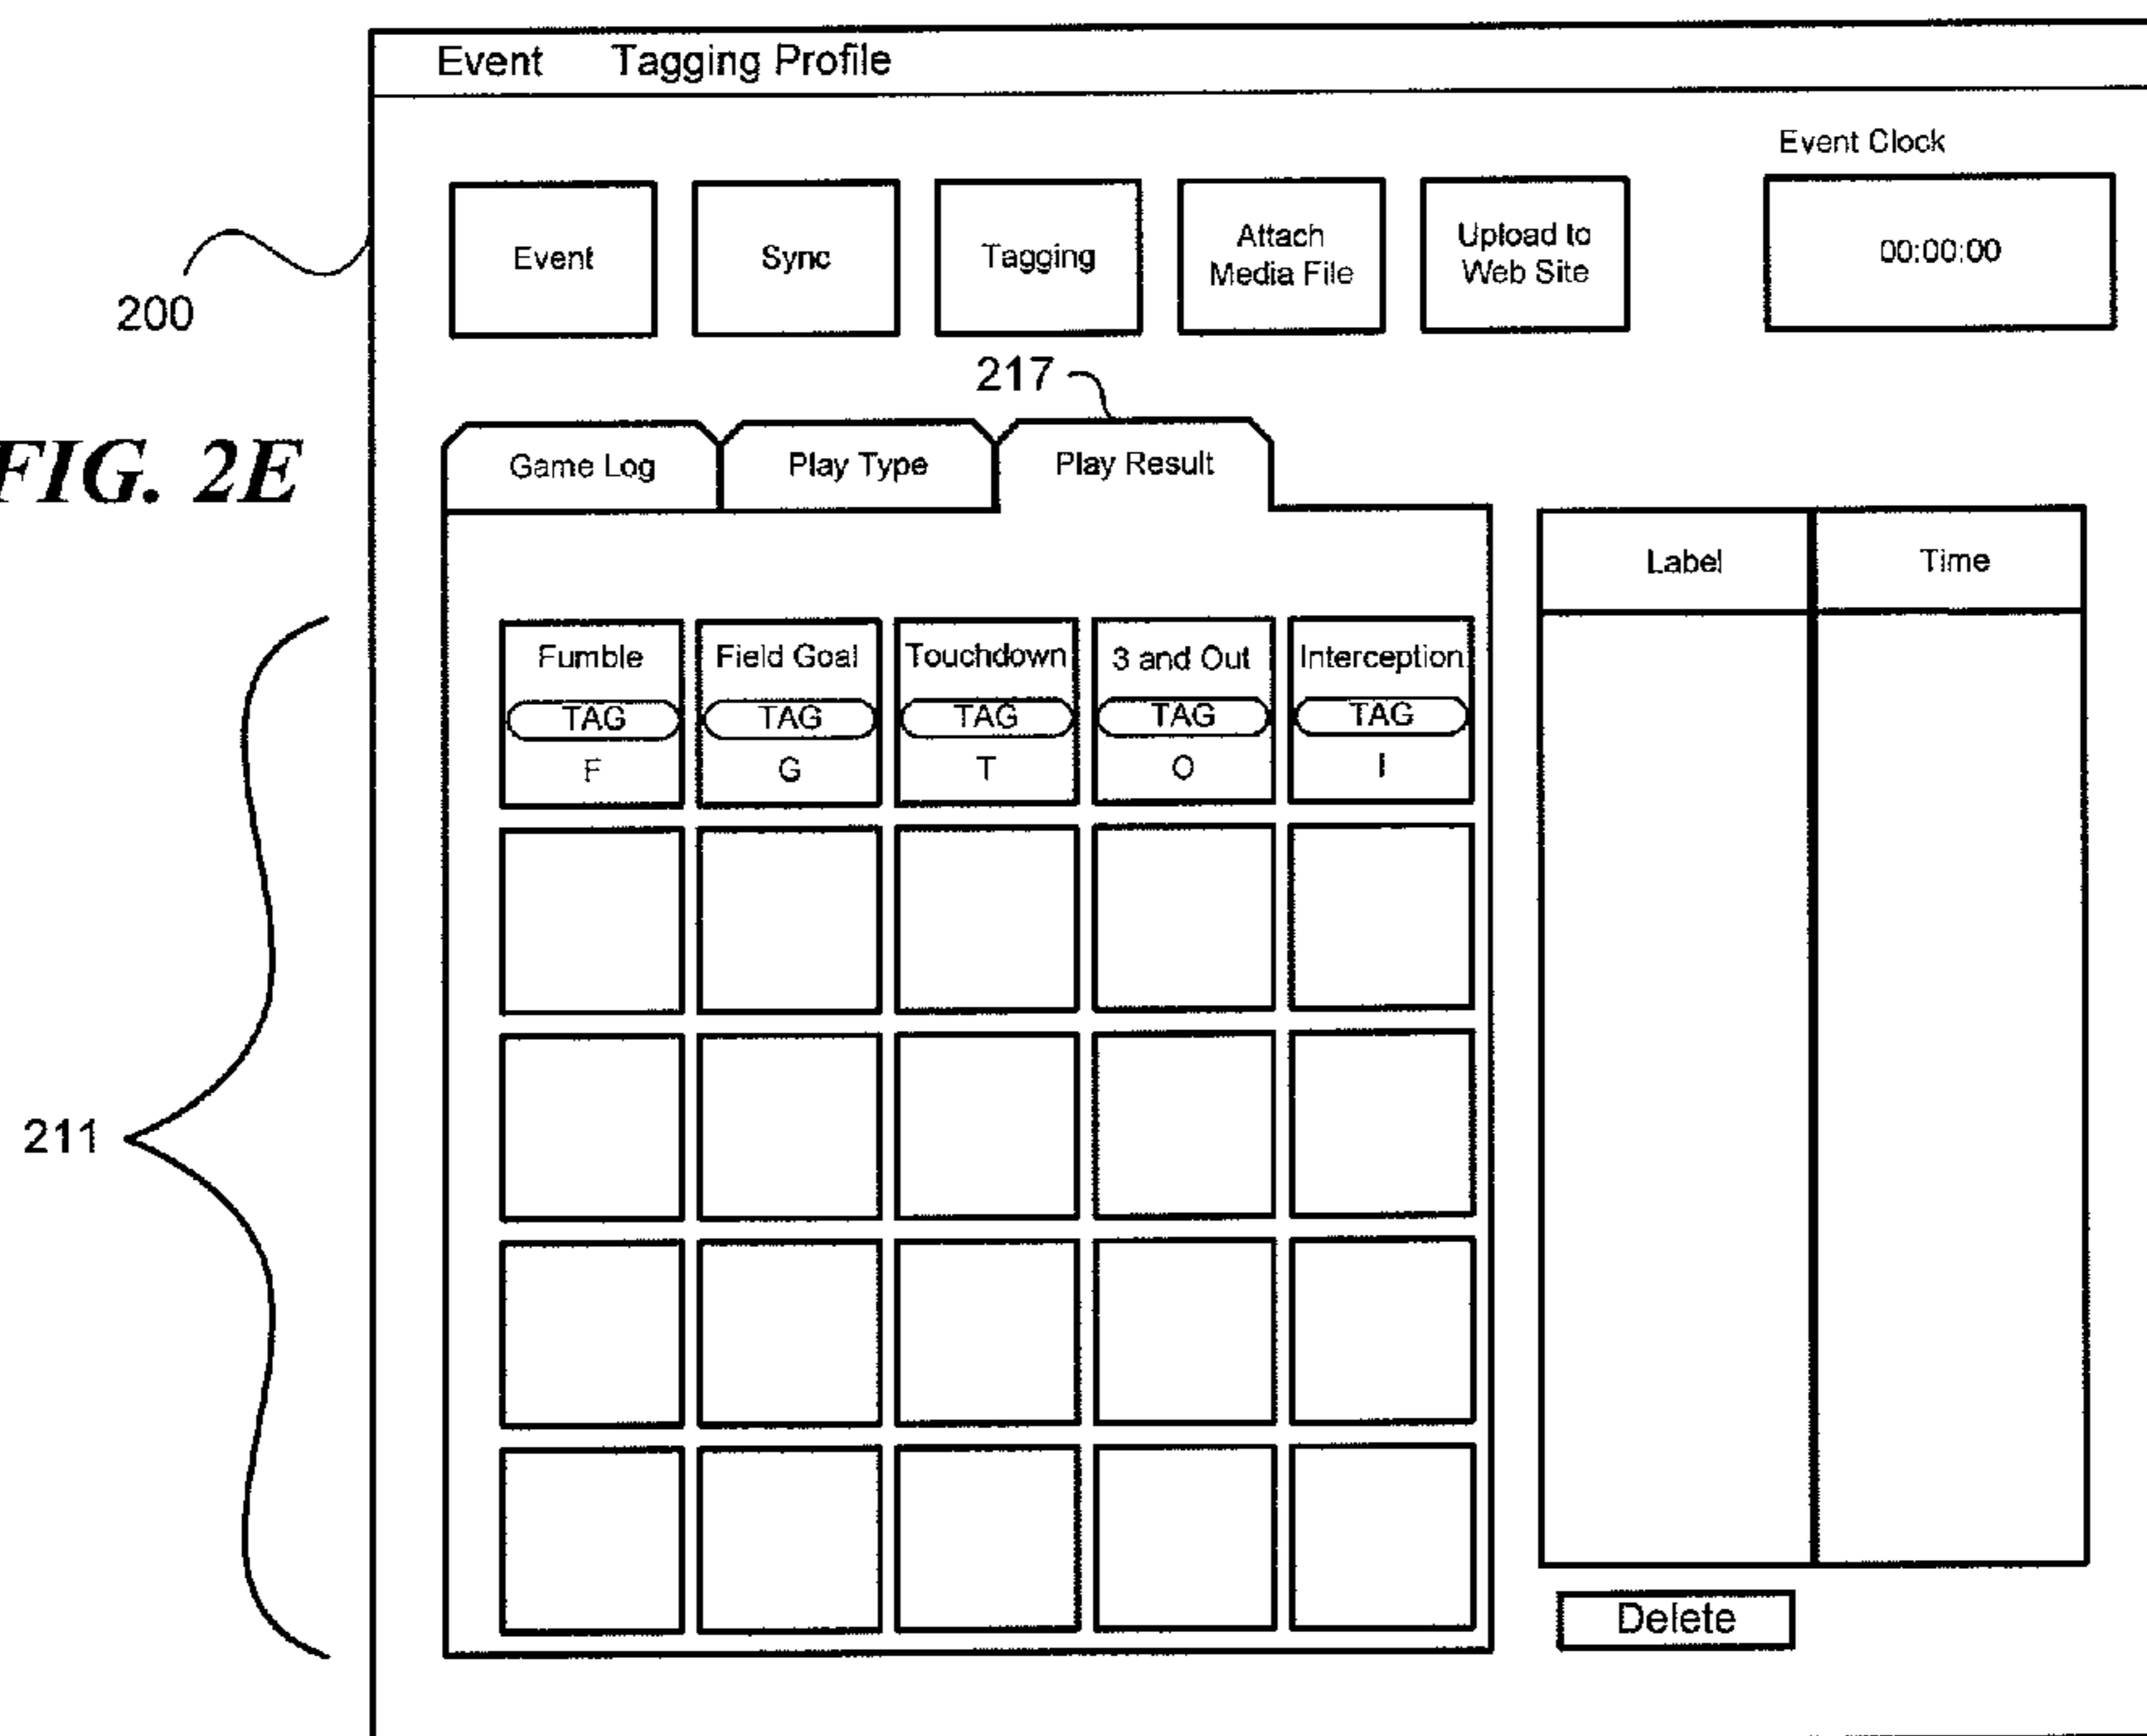 Event Tagging Profile
Event Clock
Event
Sync
Tagging
Attach
Media File
Upload to
Web Site
00:00:00
200
217
FIG. 2E
Game Log
Play Type
Play Result
Label
Time
Fumble
TAG
F
Field Goal
TAG
G
Touchdown
TAG
T
3 and Out
TAG
O
Interception
TAG
I
211
Delete